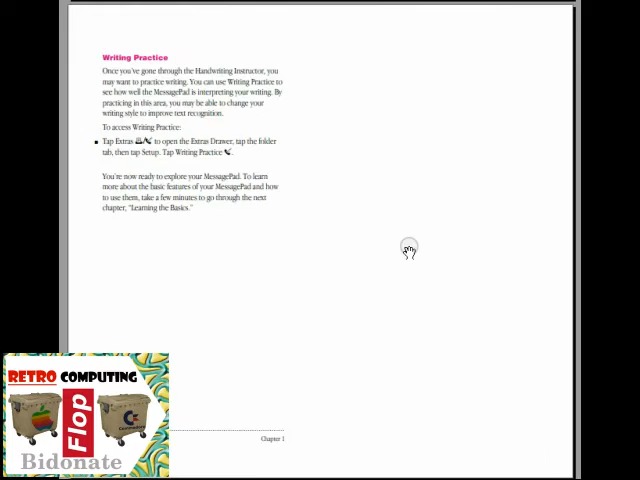 Writing Practice
Once you've gone through the Handwriting Instructor, you
may want to practice writing. You can use Writing Practice to
see how well the MessagePad is interpreting your writing. By
practicing in this area, you may be able to change your
writing style to improve text recognition.
To access Writing Practice:
Tap Extras to open the Extras Drawer, tap the folder
tab, then tap Setup. Tap Writing Practice .
You're now ready to explore your MessagePad. To learn
more about the basic features of your MessagePad and how
to use them, take a few minutes to go through the next
chapter, "Learning the Basics."
Chapter 1
RETRO COMPUTING
Flop
Commodore
Bidonate